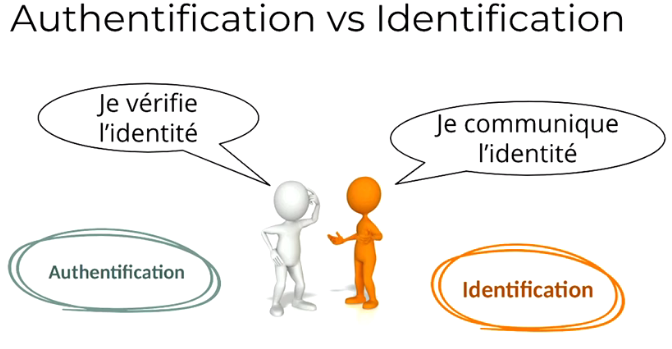 Authentification vs Identification
Je vérifie
l'identité
Je communique
l'identité
Authentification
Identification